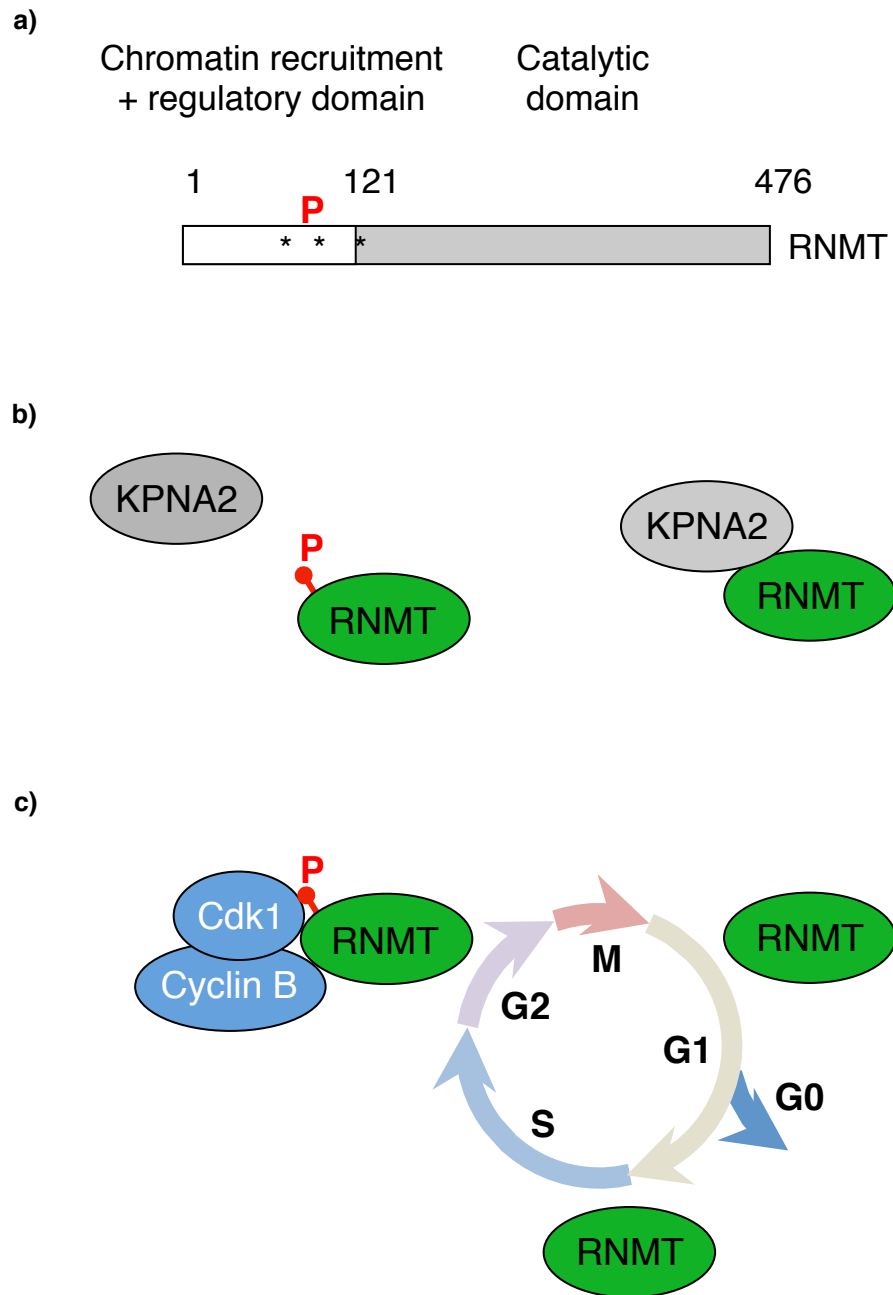 a)
Chromatin recruitment
+ regulatory domain
Catalytic
domain
1 121 476
P
* * *
RNMT
b)
KPNA2
P
RNMT
KPNA2
RNMT
c)
P
Cdk1
Cyclin B
RNMT
RNMT
M
G2
G1
G0
S
RNMT